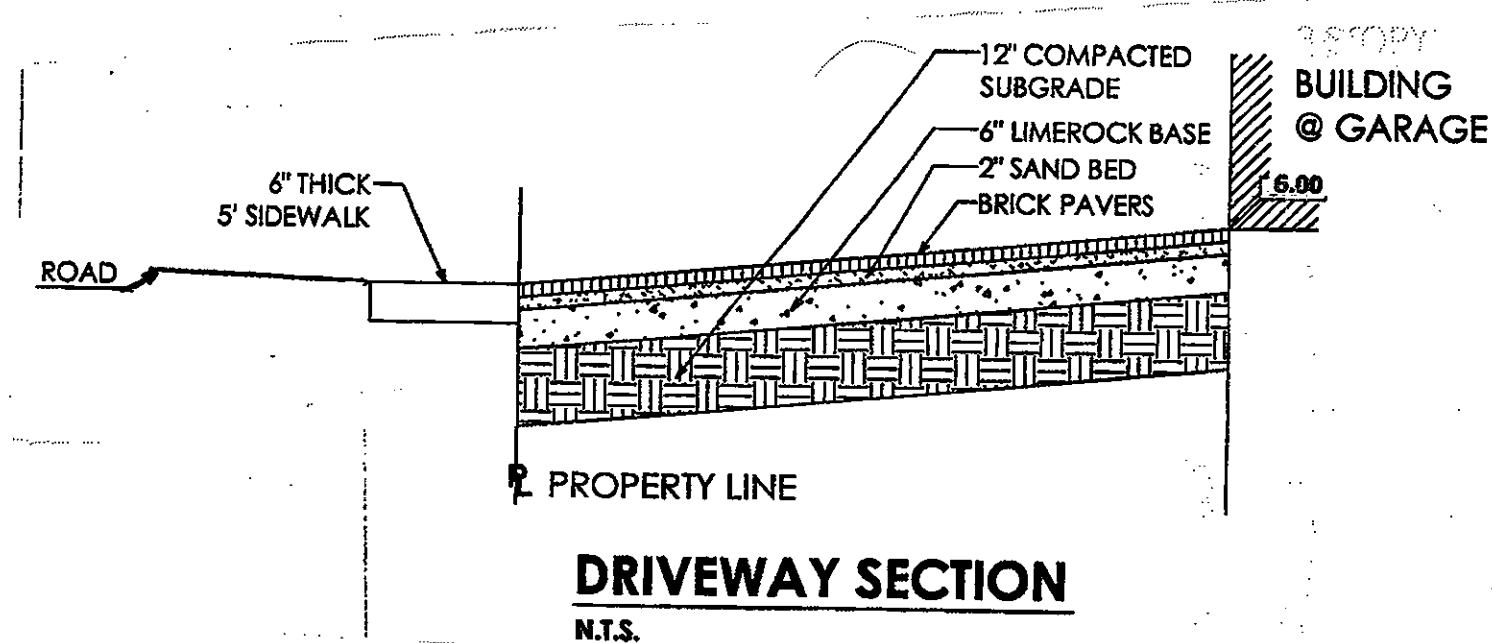 12" COMPACTED
SUBGRADE
6" LIMEROCK BASE
2" SAND BED
BRICK PAVERS
BUILDING
@ GARAGE
6.00
6" THICK
5' SIDEWALK
ROAD
PL PROPERTY LINE
DRIVEWAY SECTION
N.T.S.